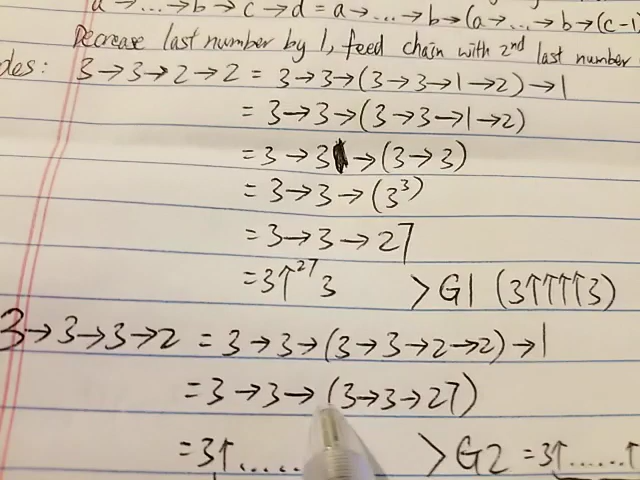 a→...→b→c→d = a→...→b→(a→...→b→(c-1
Decrease last number by 1, feed chain with 2nd last number
des: 3→3→2→2 = 3→3→(3→3→1→2)→1
= 3→3→(3→3→1→2)
= 3→3→(3→3)
= 3→3→(3³)
= 3→3→27
= 3↑²⁷3 > G1 (3↑↑↑↑3)
3→3→3→2 = 3→3→(3→3→2→2)→1
= 3→3→(3→3→27)
= 3↑...... > G2 = 3↑......↑